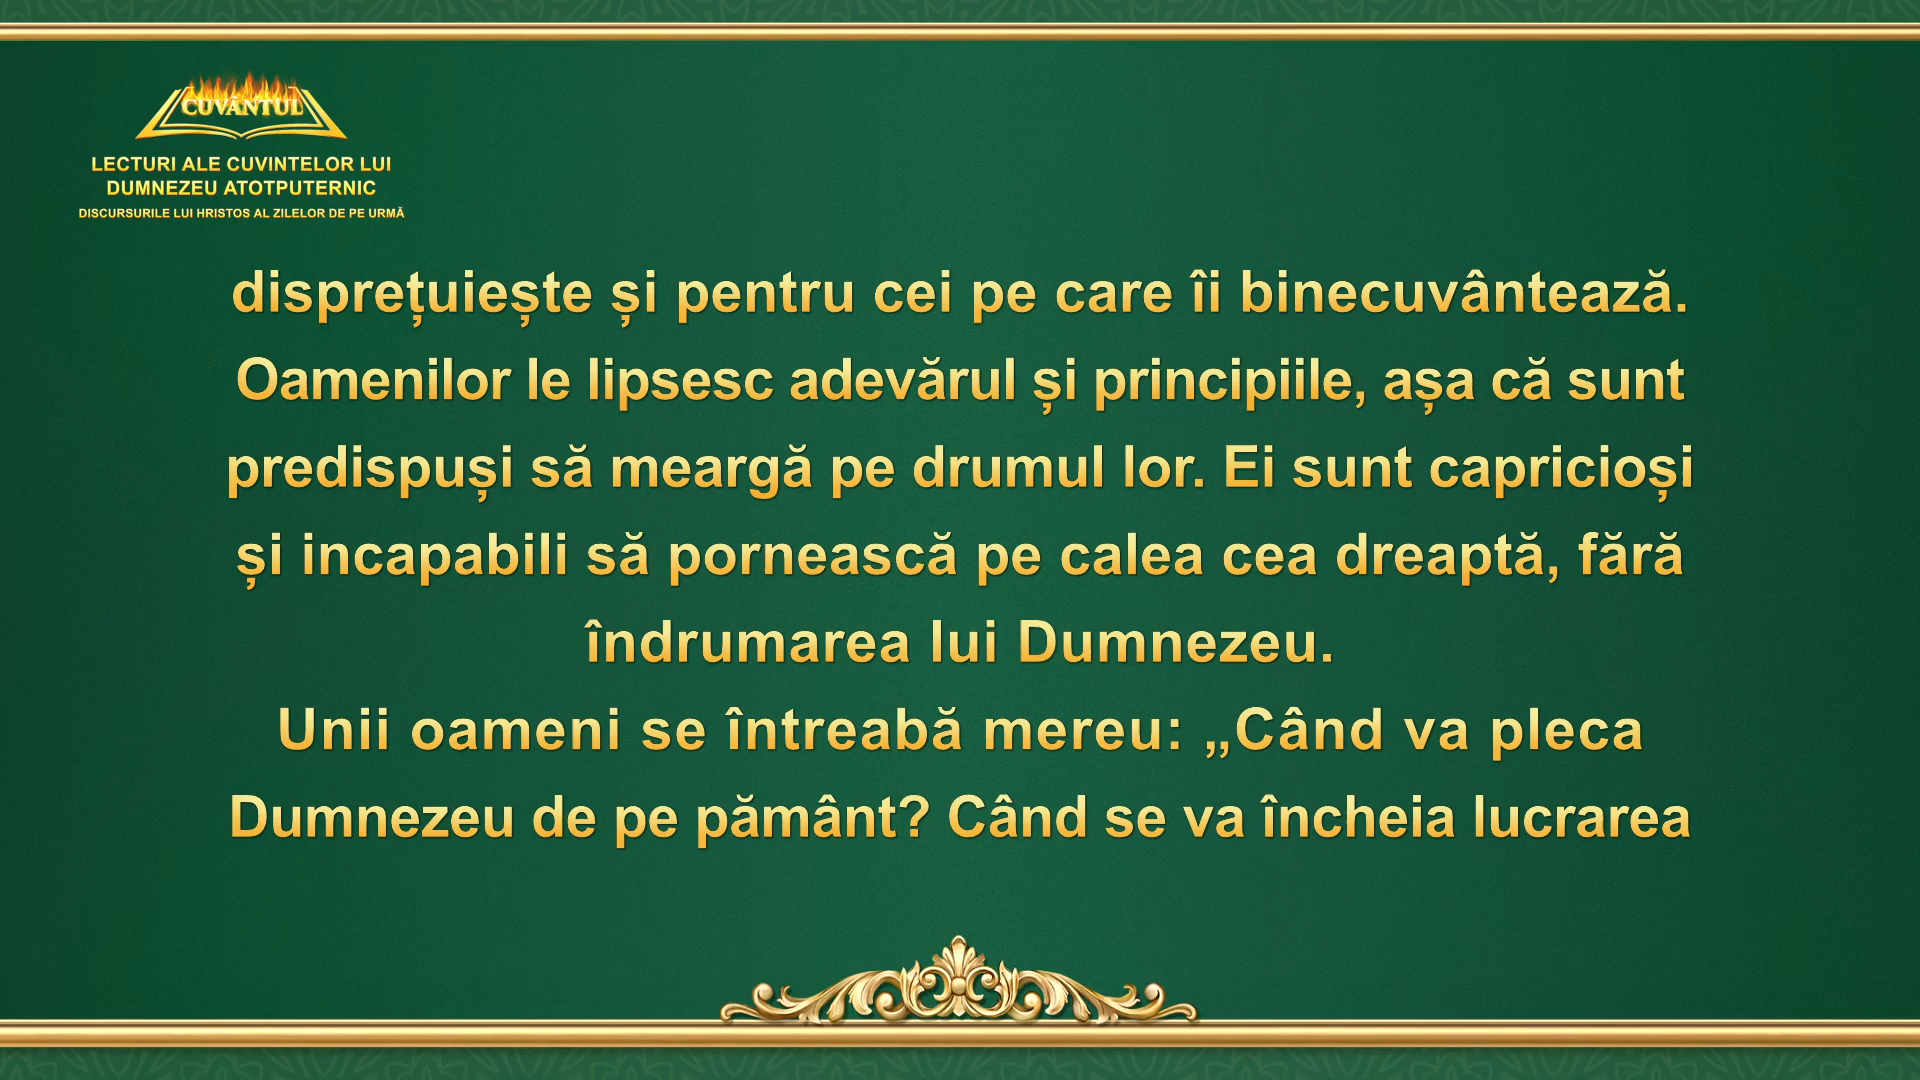 CUVÂNTUL
LECTURI ALE CUVINTELOR LUI
DUMNEZEU ATOTPUTERNIC
DISCURSURILE LUI HRISTOS AL ZILELOR DE PE URMĂ
disprețuiește și pentru cei pe care îi binecuvântează.
Oamenilor le lipsesc adevărul și principiile, așa că sunt
predispuși să meargă pe drumul lor. Ei sunt capricioși
și incapabili să pornească pe calea cea dreaptă, fără
îndrumarea lui Dumnezeu.
Unii oameni se întreabă mereu: „Când va pleca
Dumnezeu de pe pământ? Când se va încheia lucrarea